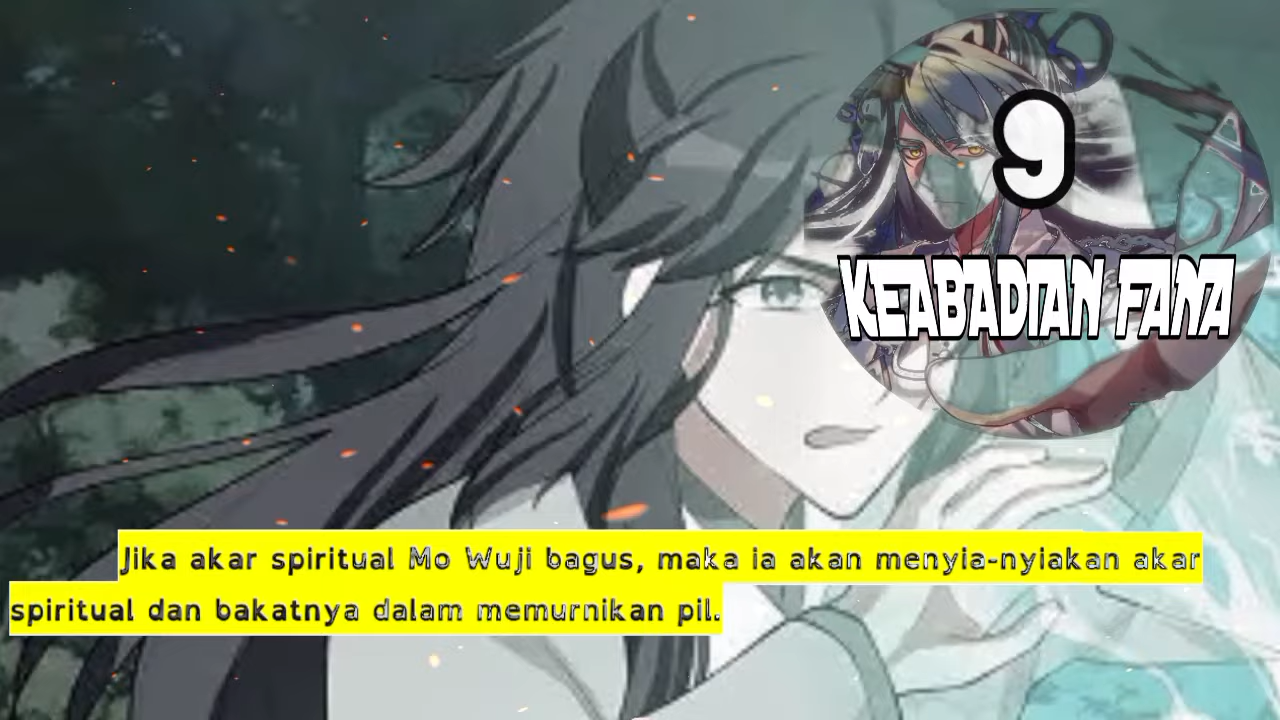 9
KEABADIAN FANA
Jika akar spiritual Mo Wuji bagus, maka ia akan menyia-nyiakan akar
spiritual dan bakatnya dalam memurnikan pil.